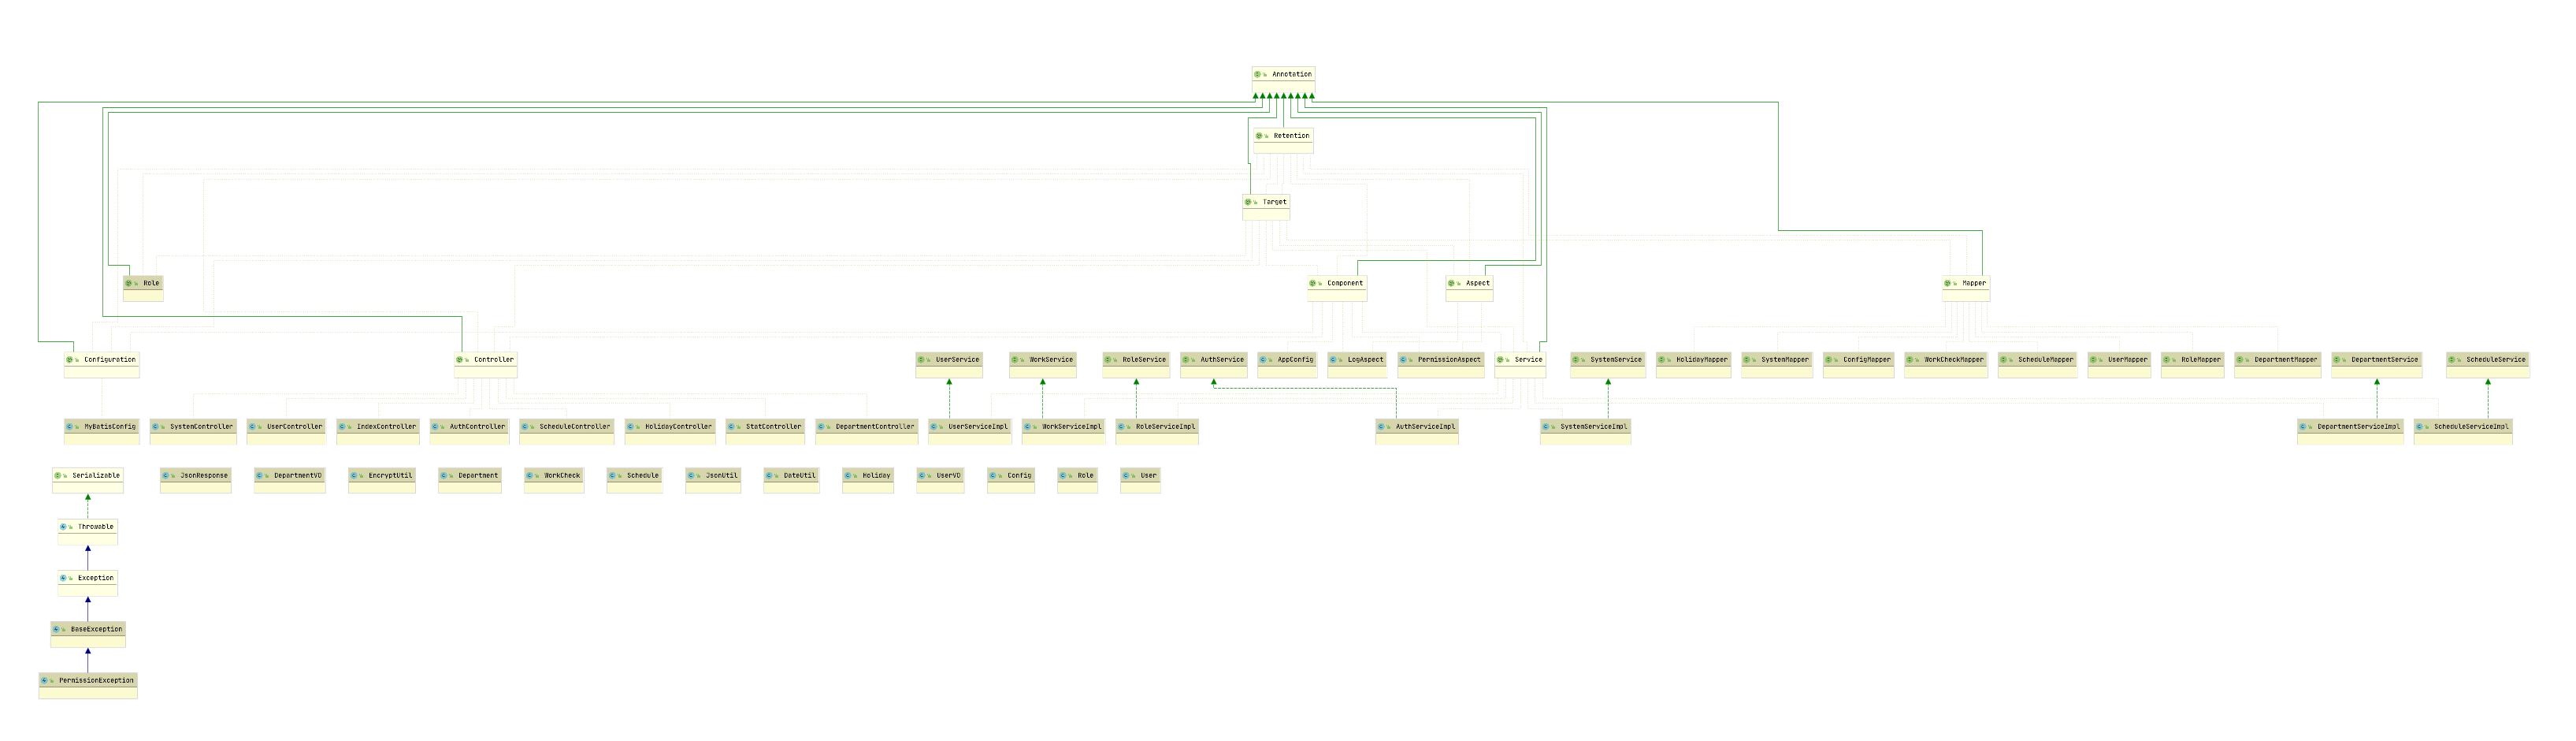 Annotation
Retention
Target
Role
Component
Aspect
Mapper
Configuration
Controller
UserService
WorkService
RoleService
AuthService
AppConfig
LogAspect
PermissionAspect
Service
SystemService
HolidayMapper
SystemMapper
ConfigMapper
WorkCheckMapper
ScheduleMapper
UserMapper
RoleMapper
DepartmentMapper
DepartmentService
ScheduleService
MyBatisConfig
SystemController
UserController
IndexController
AuthController
ScheduleController
HolidayController
StatController
DepartmentController
UserServiceImpl
WorkServiceImpl
RoleServiceImpl
AuthServiceImpl
SystemServiceImpl
DepartmentServiceImpl
ScheduleServiceImpl
Serializable
JsonResponse
DepartmentVO
EncryptUtil
Department
WorkCheck
Schedule
JsonUtil
DateUtil
Holiday
UserVO
Config
Role
User
Throwable
Exception
BaseException
PermissionException